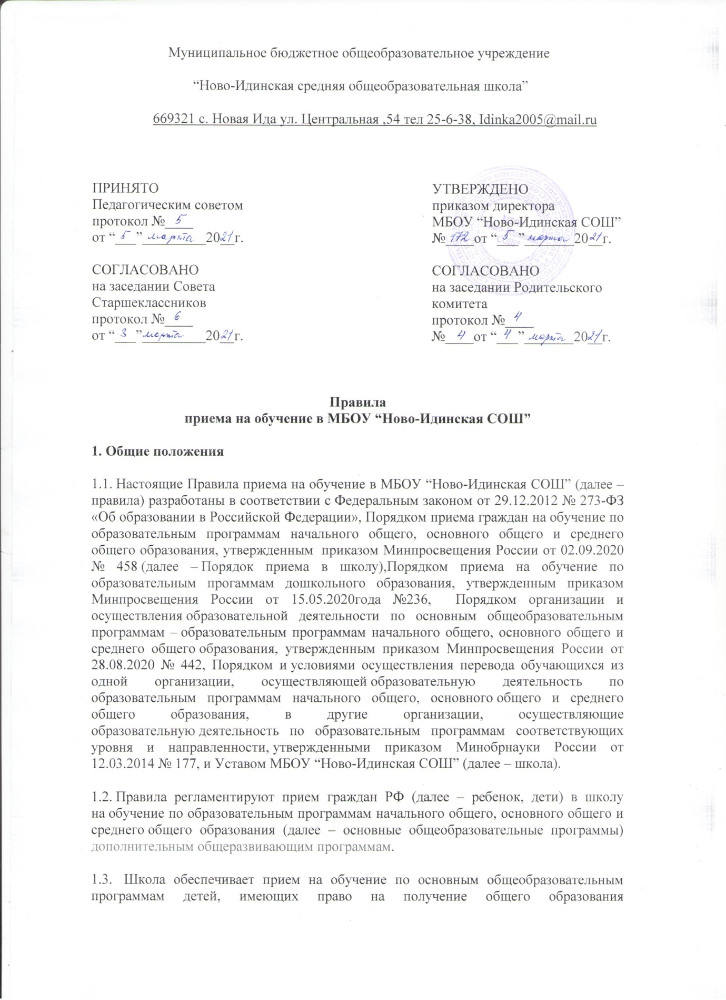 Муниципальное бюджетное общеобразовательное учреждение
“Ново-Идинская средняя общеобразовательная школа”
669321 с. Новая Ида ул. Центральная ,54 тел 25-6-38, Idinka2005@mail.ru
ПРИНЯТО
Педагогическим советом
протокол № 5
от “ 5 ” марта 2021г.
УТВЕРЖДЕНО
приказом директора
МБОУ “Ново-Идинская СОШ”
№ 172 от “ 5 ” марта 2021г.
СОГЛАСОВАНО
на заседании Совета
Старшеклассников
протокол № 6
от “ 3 ” марта 2021г.
СОГЛАСОВАНО
на заседании Родительского
комитета
протокол № 4
№ 4 от “ 4 ” марта 2021г.
Правила
приема на обучение в МБОУ “Ново-Идинская СОШ”
1. Общие положения
1.1. Настоящие Правила приема на обучение в МБОУ “Ново-Идинская СОШ” (далее –
правила) разработаны в соответствии с Федеральным законом от 29.12.2012 № 273-ФЗ
«Об образовании в Российской Федерации», Порядком приема граждан на обучение по
образовательным программам начального общего, основного общего и среднего
общего образования, утвержденным приказом Минпросвещения России от 02.09.2020
№ 458 (далее – Порядок приема в школу),Порядком приема на обучение по
образовательным прогаммам дошкольного образования, утвержденным приказом
Минпросвещения России от 15.05.2020года №236, Порядком организации и
осуществления образовательной деятельности по основным общеобразовательным
программам – образовательным программам начального общего, основного общего и
среднего общего образования, утвержденным приказом Минпросвещения России от
28.08.2020 № 442, Порядком и условиями осуществления перевода обучающихся из
одной организации, осуществляющей образовательную деятельность по
образовательным программам начального общего, основного общего и среднего
общего образования, в другие организации, осуществляющие
образовательную деятельность по образовательным программам соответствующих
уровня и направленности, утвержденными приказом Минобрнауки России от
12.03.2014 № 177, и Уставом МБОУ “Ново-Идинская СОШ” (далее – школа).
1.2. Правила регламентируют прием граждан РФ (далее – ребенок, дети) в школу
на обучение по образовательным программам начального общего, основного общего и
среднего общего образования (далее – основные общеобразовательные программы)
дополнительным общеразвивающим программам.
1.3. Школа обеспечивает прием на обучение по основным общеобразовательным
программам детей, имеющих право на получение общего образования